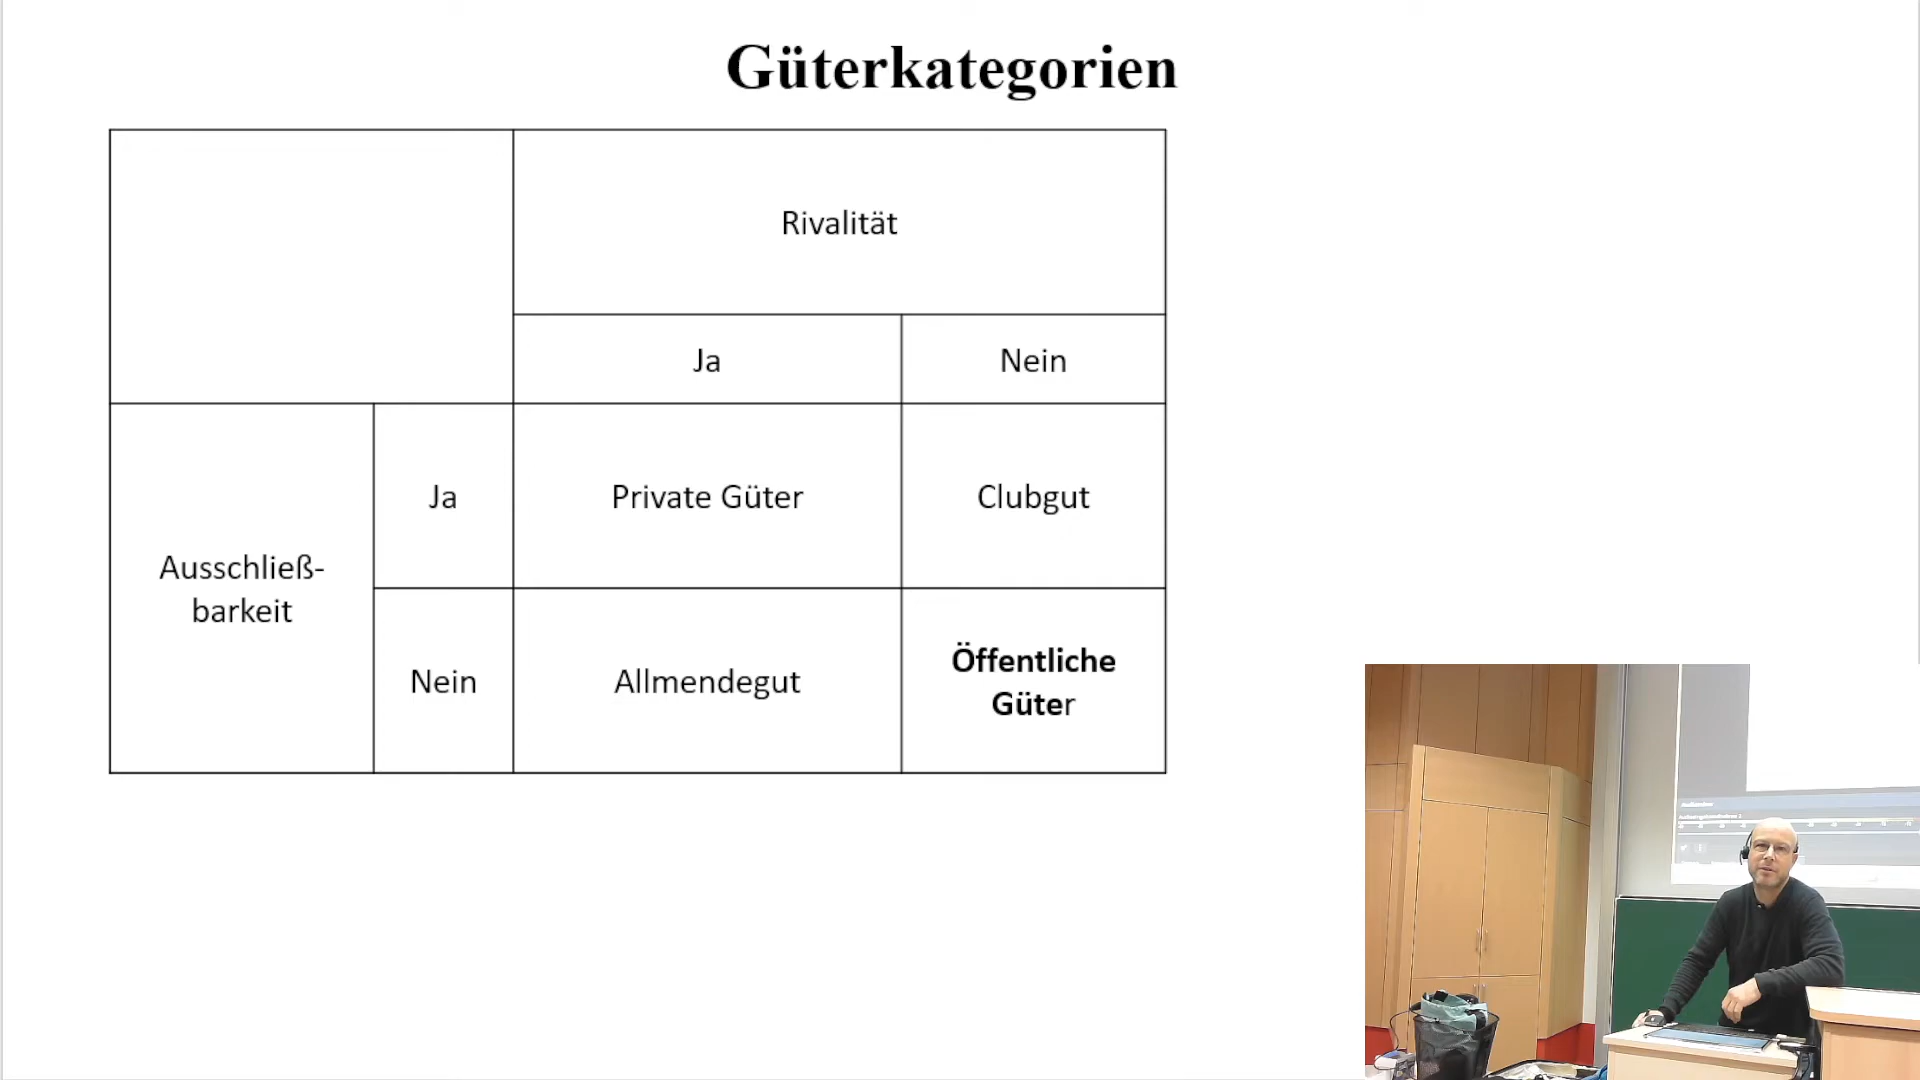 Güterkategorien
Rivalität
Ja
Nein
Ja
Private Güter
Clubgut
Ausschließ-
barkeit
Nein
Allmendegut
Öffentliche
Güter